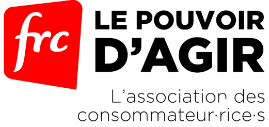 frc
LE POUVOIR
D'AGIR
L'association des
consommateur·rice·s